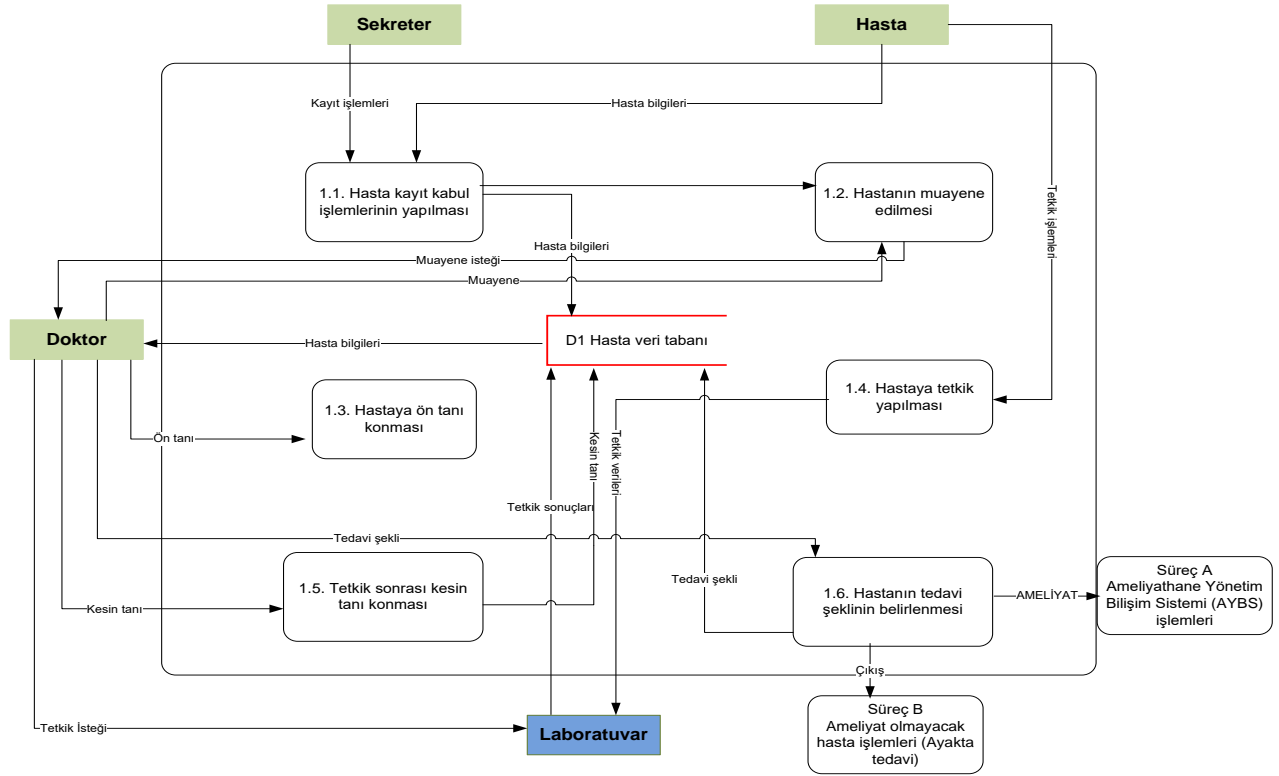 Sekreter
Hasta
Kayıt işlemleri
Hasta bilgileri
1.1. Hasta kayıt kabul
işlemlerinin yapılması
1.2. Hastanın muayene
edilmesi
Tetkik işlemleri
Hasta bilgileri
Muayene isteği
Muayene
Doktor
Hasta bilgileri
D1 Hasta veri tabanı
1.3. Hastaya ön tanı
konması
1.4. Hastaya tetkik
yapılması
Ön tanı
Kesin tanı
Tetkik verileri
Tetkik sonuçları
Tedavi şekli
1.5. Tetkik sonrası kesin
tanı konması
Tedavi şekli
1.6. Hastanın tedavi
şeklinin belirlenmesi
AMELİYAT
Süreç A
Ameliyathane Yönetim
Bilişim Sistemi (AYBS)
işlemleri
Kesin tanı
Çıkış
Tetkik İsteği
Laboratuvar
Süreç B
Ameliyat olmayacak
hasta işlemleri (Ayakta
tedavi)